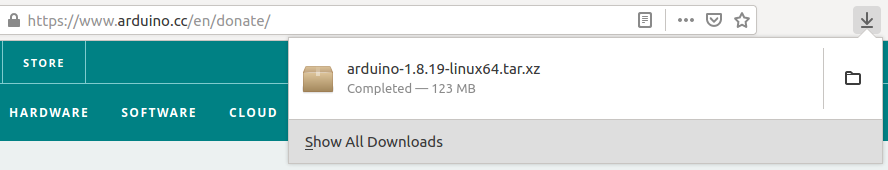 https://www.arduino.cc/en/donate/
STORE
arduino-1.8.19-linux64.tar.xz
Completed — 123 MB
HARDWARE SOFTWARE CLOUD
Show All Downloads